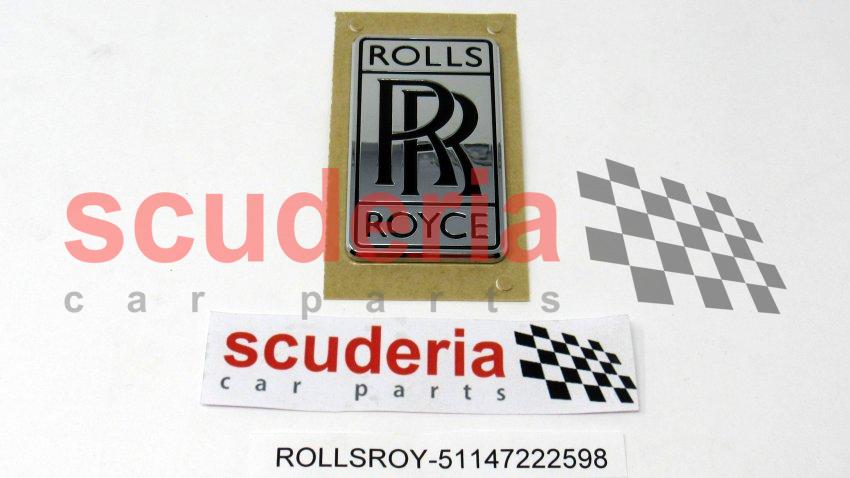 ROLLS
RR
ROYCE
scuderia
car parts
scuderia
car parts
ROLLSROY-51147222598